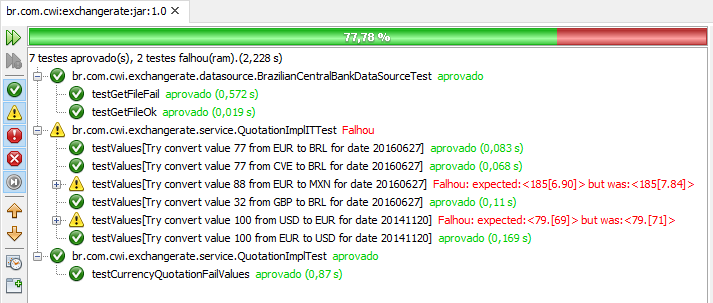 br.com.cwi:exchangerate:jar:1.0
77,78 %
7 testes aprovado(s), 2 testes falhou(ram).(2,228 s)
br.com.cwi.exchangerate.datasource.BrazilianCentralBankDataSourceTest aprovado
testGetFileFail aprovado (0,572 s)
testGetFileOk aprovado (0,019 s)
br.com.cwi.exchangerate.service.QuotationImplITTest Falhou
testValues[Try convert value 77 from EUR to BRL for date 20160627] aprovado (0,083 s)
testValues[Try convert value 77 from CVE to BRL for date 20160627] aprovado (0,068 s)
testValues[Try convert value 88 from EUR to MXN for date 20160627] Falhou: expected:<185[6.90]> but was:<185[7.84]>
testValues[Try convert value 32 from GBP to BRL for date 20160627] aprovado (0,11 s)
testValues[Try convert value 100 from USD to EUR for date 20141120] Falhou: expected:<79.[69]> but was:<79.[71]>
testValues[Try convert value 100 from EUR to USD for date 20141120] aprovado (0,169 s)
br.com.cwi.exchangerate.service.QuotationImplTest aprovado
testCurrencyQuotationFailValues aprovado (0,87 s)